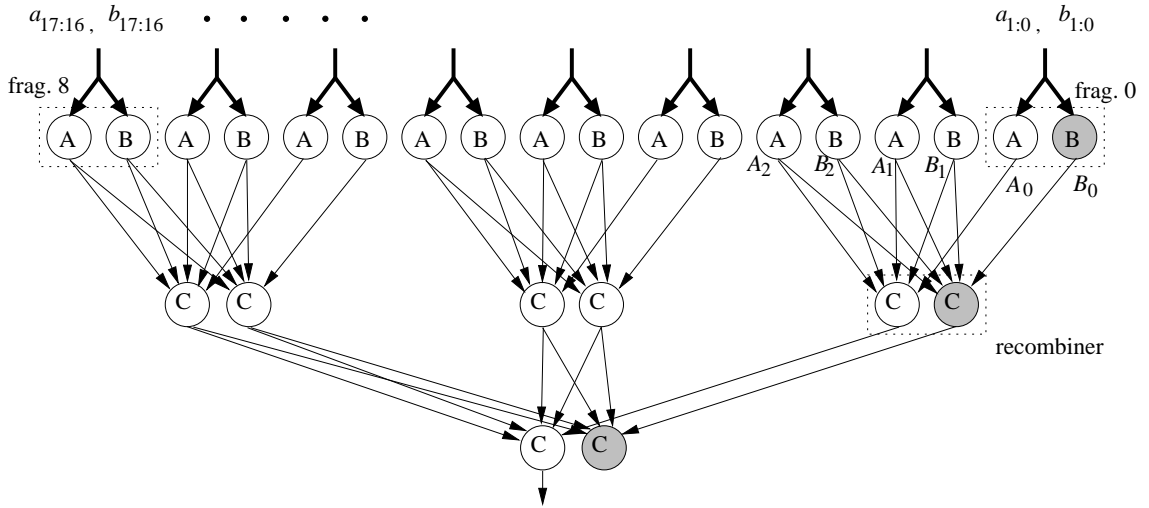 a17:16, b17:16 . . . . . a1:0, b1:0
frag. 8 frag. 0
A B A B A B A B A B A B A B A B A B
A2 B2 A1 B1 A0 B0
C C C C C C
recombiner
C C